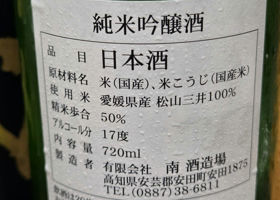 純米吟醸酒
品目 日本酒
原材料名 米(国産)、米こうじ(国産米)
使用米 愛媛県産 松山三井100%
精米歩合 50%
アルコール分 17度
内容量 720ml
製造者 有限会社 南酒造場
高知県安芸郡安田町安田1875
TEL (0887)38-6811